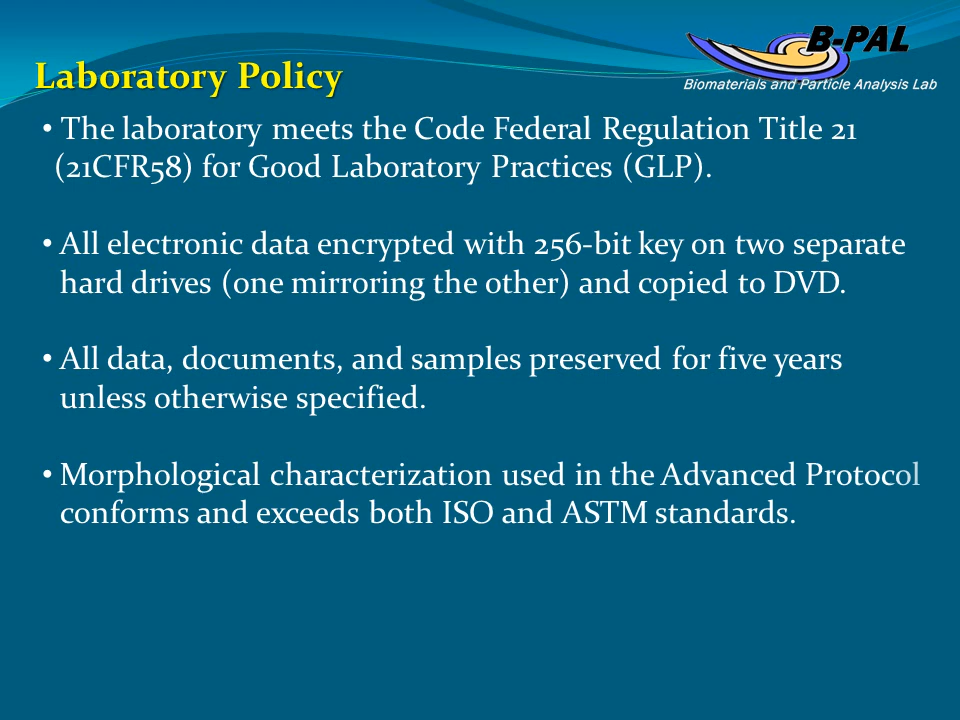 B-PAL
Biomaterials and Particle Analysis Lab
Laboratory Policy
• The laboratory meets the Code Federal Regulation Title 21
(21CFR58) for Good Laboratory Practices (GLP).
• All electronic data encrypted with 256-bit key on two separate
hard drives (one mirroring the other) and copied to DVD.
• All data, documents, and samples preserved for five years
unless otherwise specified.
• Morphological characterization used in the Advanced Protocol
conforms and exceeds both ISO and ASTM standards.